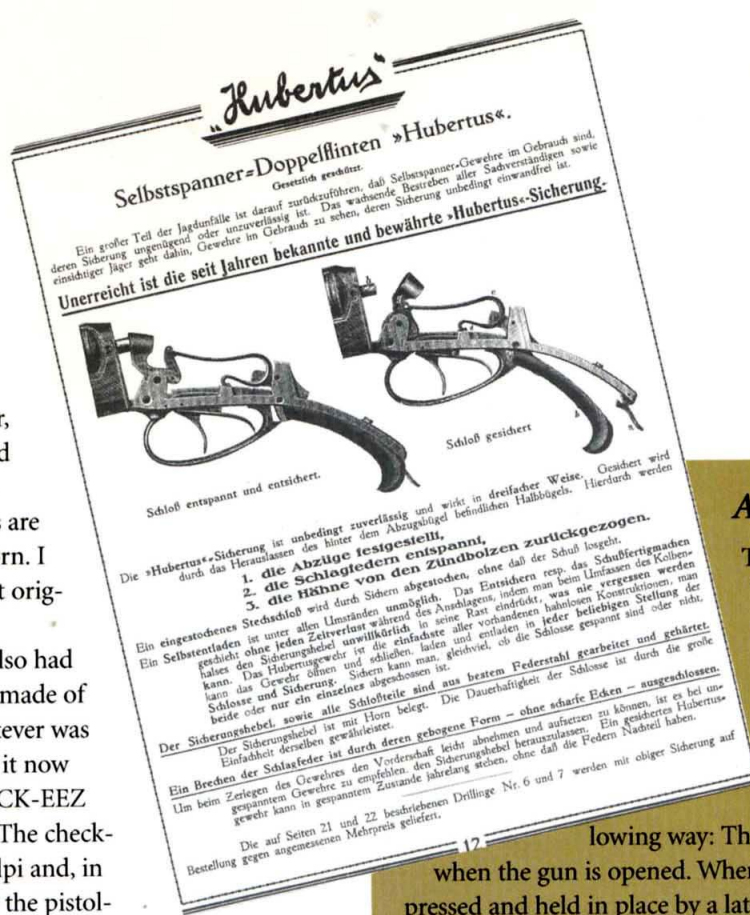 „Hubertus“
Selbstspanner=Doppelflinten »Hubertus«.
Gesetzlich geschützt.
Ein großer Teil der Jagdunfälle ist darauf zurückzuführen, daß Selbstspanner-Gewehre im Gebrauch sind,
deren Sicherung ungenügend oder unzuverlässig ist. Das wachsende Bestreben aller Sachverständigen sowie
einsichtiger Jäger geht dahin, Gewehre im Gebrauch zu sehen, deren Sicherung unbedingt einwandfrei ist.
Unerreicht ist die seit Jahren bekannte und bewährte »Hubertus«-Sicherung.
Schloß entspannt und entsichert.
Schloß gesichert
Die »Hubertus«-Sicherung ist unbedingt zuverlässig und wirkt in dreifacher Weise. Gesichert wird
durch das Herauslassen des hinter dem Abzugsbügel befindlichen Halbbügels. Hierdurch werden
1. die Abzüge festgestellt,
2. die Schlagfedern entspannt,
3. die Hähne von den Zündbolzen zurückgezogen.
Ein eingestochenes Stechschloß wird durch Sichern abgestochen, ohne daß der Schuß losgeht.
Ein Selbstentladen ist unter allen Umständen unmöglich. Das Entsichern resp. das Schußfertigmachen
geschieht ohne jeden Zeitverlust während des Anschlagens, indem man beim Umfassen des Kolben-
halses den Sicherungshebel unwillkürlich in seine Rast eindrückt, was nie vergessen werden
kann. Das Hubertusgewehr ist die einfachste aller vorhandenen hahnlosen Konstruktionen, man
kann das Gewehr öffnen und schließen, laden und entladen in jeder beliebigen Stellung der
Schlosse und Sicherung. Sichern kann man, gleichviel, ob die Schlosse gespannt sind oder nicht,
beide oder nur ein einzelnes abgeschossen ist.
Der Sicherungshebel, sowie alle Schloßteile sind aus bestem Federstahl gearbeitet und gehärtet.
Der Sicherungshebel ist mit Horn belegt. Die Dauerhaftigkeit der Schlosse ist durch die große
Einfachheit derselben gewährleistet.
Ein Brechen der Schlagfeder ist durch deren gebogene Form – ohne scharfe Ecken – ausgeschlossen.
Um beim Zerlegen des Gewehres den Vorderschaft leicht abnehmen und aufsetzen zu können, ist es bei un-
gespanntem Gewehre zu empfehlen, den Sicherungshebel herauszulassen. Ein gesichertes Hubertus-
gewehr kann in gespanntem Zustande jahrelang stehen, ohne daß die Federn Nachteil haben.
Die auf Seiten 21 und 22 beschriebenen Drillinge Nr. 6 und 7 werden mit obiger Sicherung auf
Bestellung gegen angemessenen Mehrpreis geliefert.
12
r,
d
s are
rn. I
t orig-
lso had
made of
tever was
it now
CK-EEZ
The check-
lpi and, in
the pistol-
A
T
lowing way: Th
when the gun is opened. When
pressed and held in place by a lat